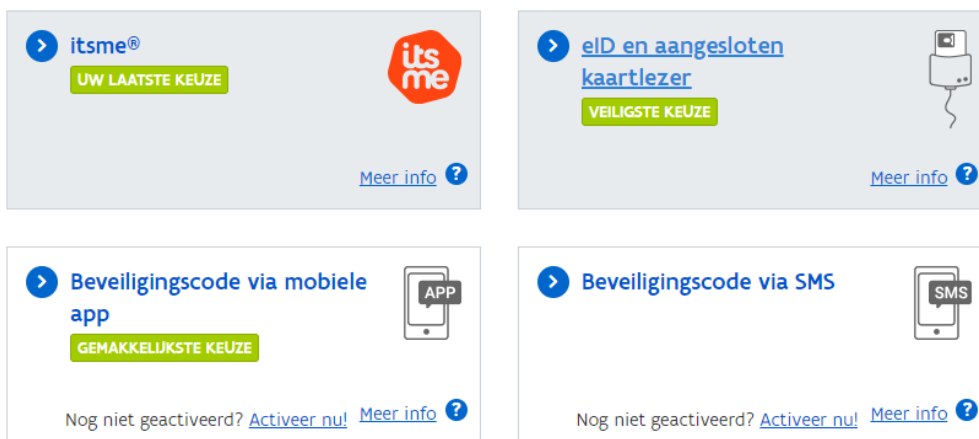 itsme®
UW LAATSTE KEUZE
its
me
Meer info ?
eID en aangesloten
kaartlezer
VEILIGSTE KEUZE
Meer info ?
Beveiligingscode via mobiele
app
APP
GEMAKKELIJKSTE KEUZE
Nog niet geactiveerd? Activeer nu! Meer info ?
Beveiligingscode via SMS
SMS
Nog niet geactiveerd? Activeer nu! Meer info ?